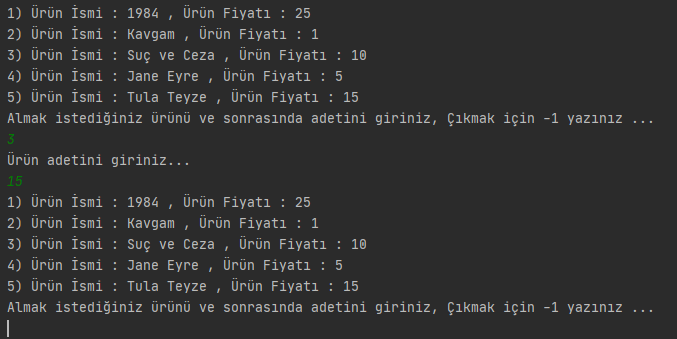 1) Ürün İsmi : 1984 , Ürün Fiyatı : 25
2) Ürün İsmi : Kavgam , Ürün Fiyatı : 1
3) Ürün İsmi : Suç ve Ceza , Ürün Fiyatı : 10
4) Ürün İsmi : Jane Eyre , Ürün Fiyatı : 5
5) Ürün İsmi : Tula Teyze , Ürün Fiyatı : 15
Almak istediğiniz ürünü ve sonrasında adetini giriniz, Çıkmak için -1 yazınız ...
3
Ürün adetini giriniz...
15
1) Ürün İsmi : 1984 , Ürün Fiyatı : 25
2) Ürün İsmi : Kavgam , Ürün Fiyatı : 1
3) Ürün İsmi : Suç ve Ceza , Ürün Fiyatı : 10
4) Ürün İsmi : Jane Eyre , Ürün Fiyatı : 5
5) Ürün İsmi : Tula Teyze , Ürün Fiyatı : 15
Almak istediğiniz ürünü ve sonrasında adetini giriniz, Çıkmak için -1 yazınız ...